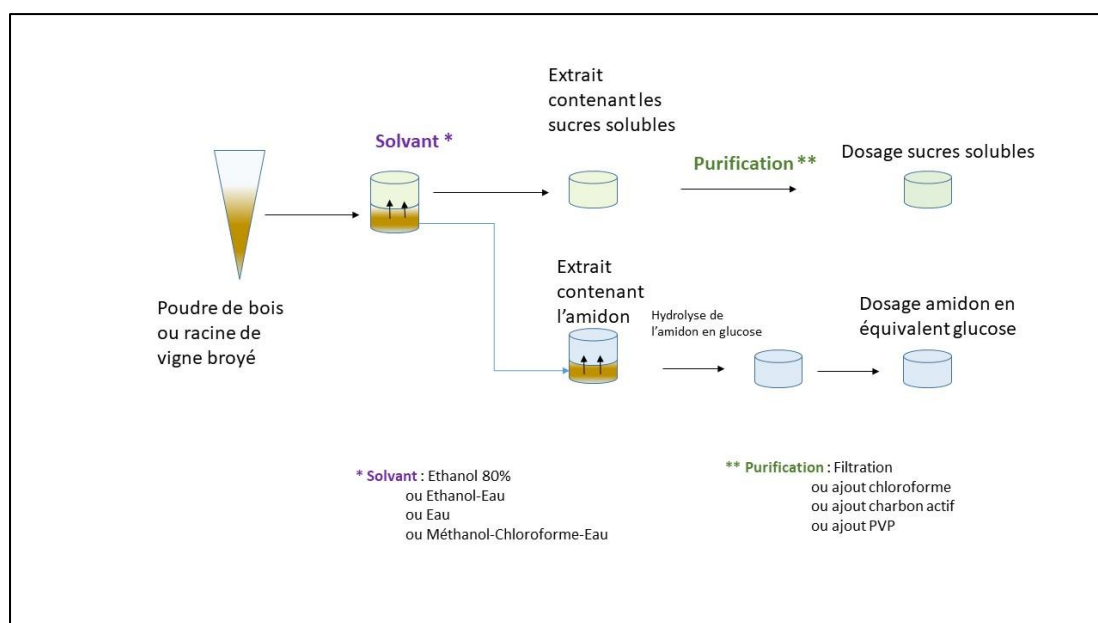 Extrait
contenant les
sucres solubles
Solvant *
Purification **
Dosage sucres solubles
Poudre de bois
ou racine de
vigne broyé
Extrait
contenant
l'amidon
Hydrolyse de
l'amidon en glucose
Dosage amidon en
équivalent glucose
* Solvant : Ethanol 80%
ou Ethanol-Eau
ou Eau
ou Méthanol-Chloroforme-Eau
** Purification : Filtration
ou ajout chloroforme
ou ajout charbon actif
ou ajout PVP